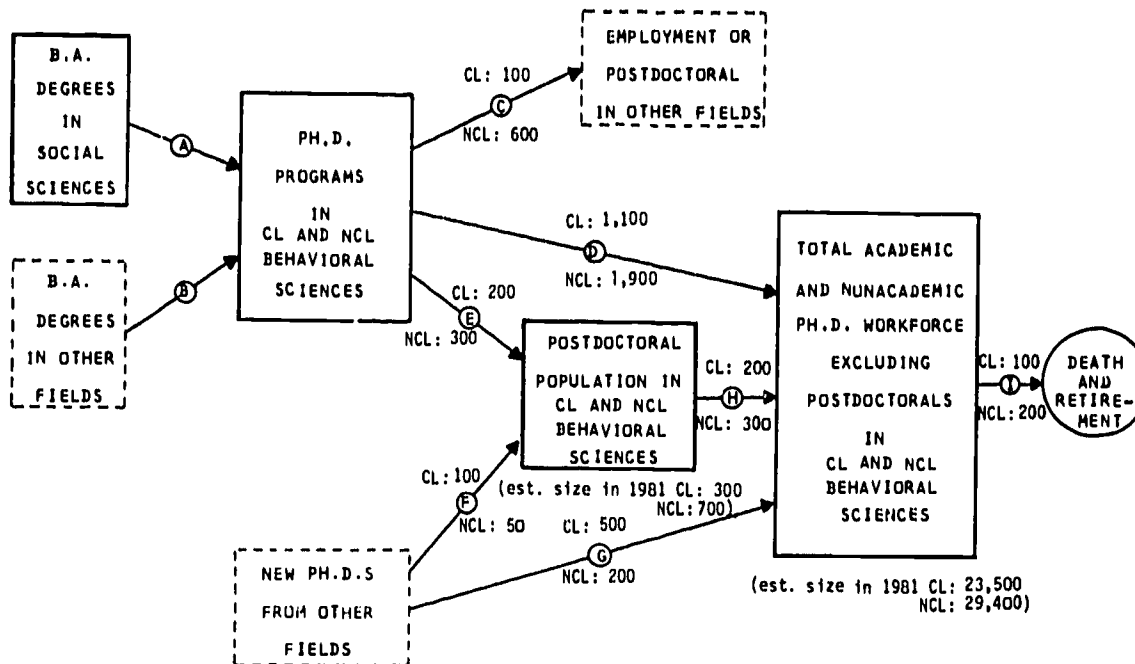 B.A.
DEGREES
IN
SOCIAL
SCIENCES
A
B.A.
DEGREES
IN OTHER
FIELDS
B
PH.D.
PROGRAMS
IN
CL AND NCL
BEHAVIORAL
SCIENCES
CL: 100
C
NCL: 600
EMPLOYMENT OR
POSTDOCTORAL
IN OTHER FIELDS
CL: 1,100
D
NCL: 1,900
CL: 200
E
NCL: 300
POSTDOCTORAL
POPULATION IN
CL AND NCL
BEHAVIORAL
SCIENCES
(est. size in 1981 CL: 300
NCL:700)
CL: 200
H
NCL: 300
CL: 100
F
NCL: 50
CL: 500
G
NCL: 200
NEW PH.D.S
FROM OTHER
FIELDS
TOTAL ACADEMIC
AND NUNACADEMIC
PH.D. WORKFORCE
EXCLUDING
POSTDOCTORALS
IN
CL AND NCL
BEHAVIORAL
SCIENCES
(est. size in 1981 CL: 23,500
NCL: 29,400)
CL: 100
I
NCL: 200
DEATH
AND
RETIRE-
MENT